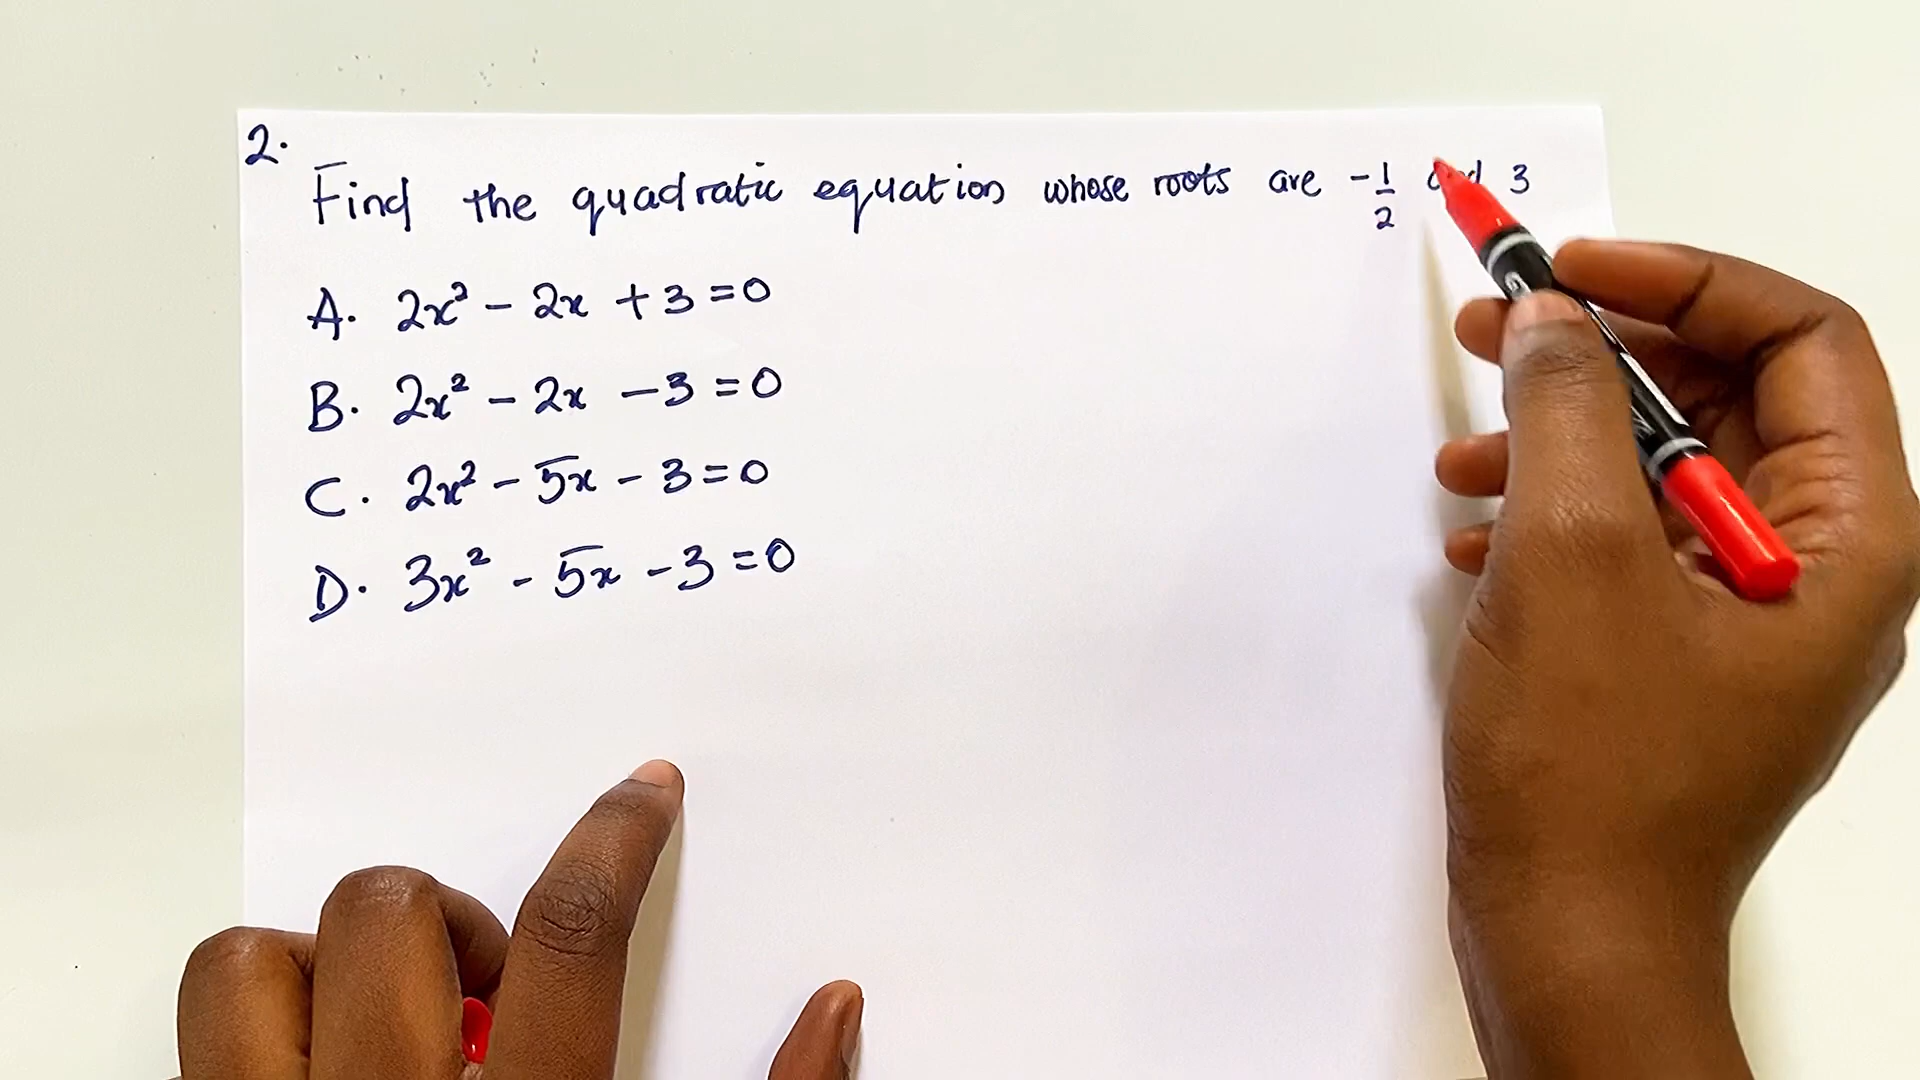 2.
Find the quadratic equation whose roots are -1/2 and 3
A. 2x² - 2x + 3 = 0
B. 2x² - 2x - 3 = 0
C. 2x² - 5x - 3 = 0
D. 3x² - 5x - 3 = 0